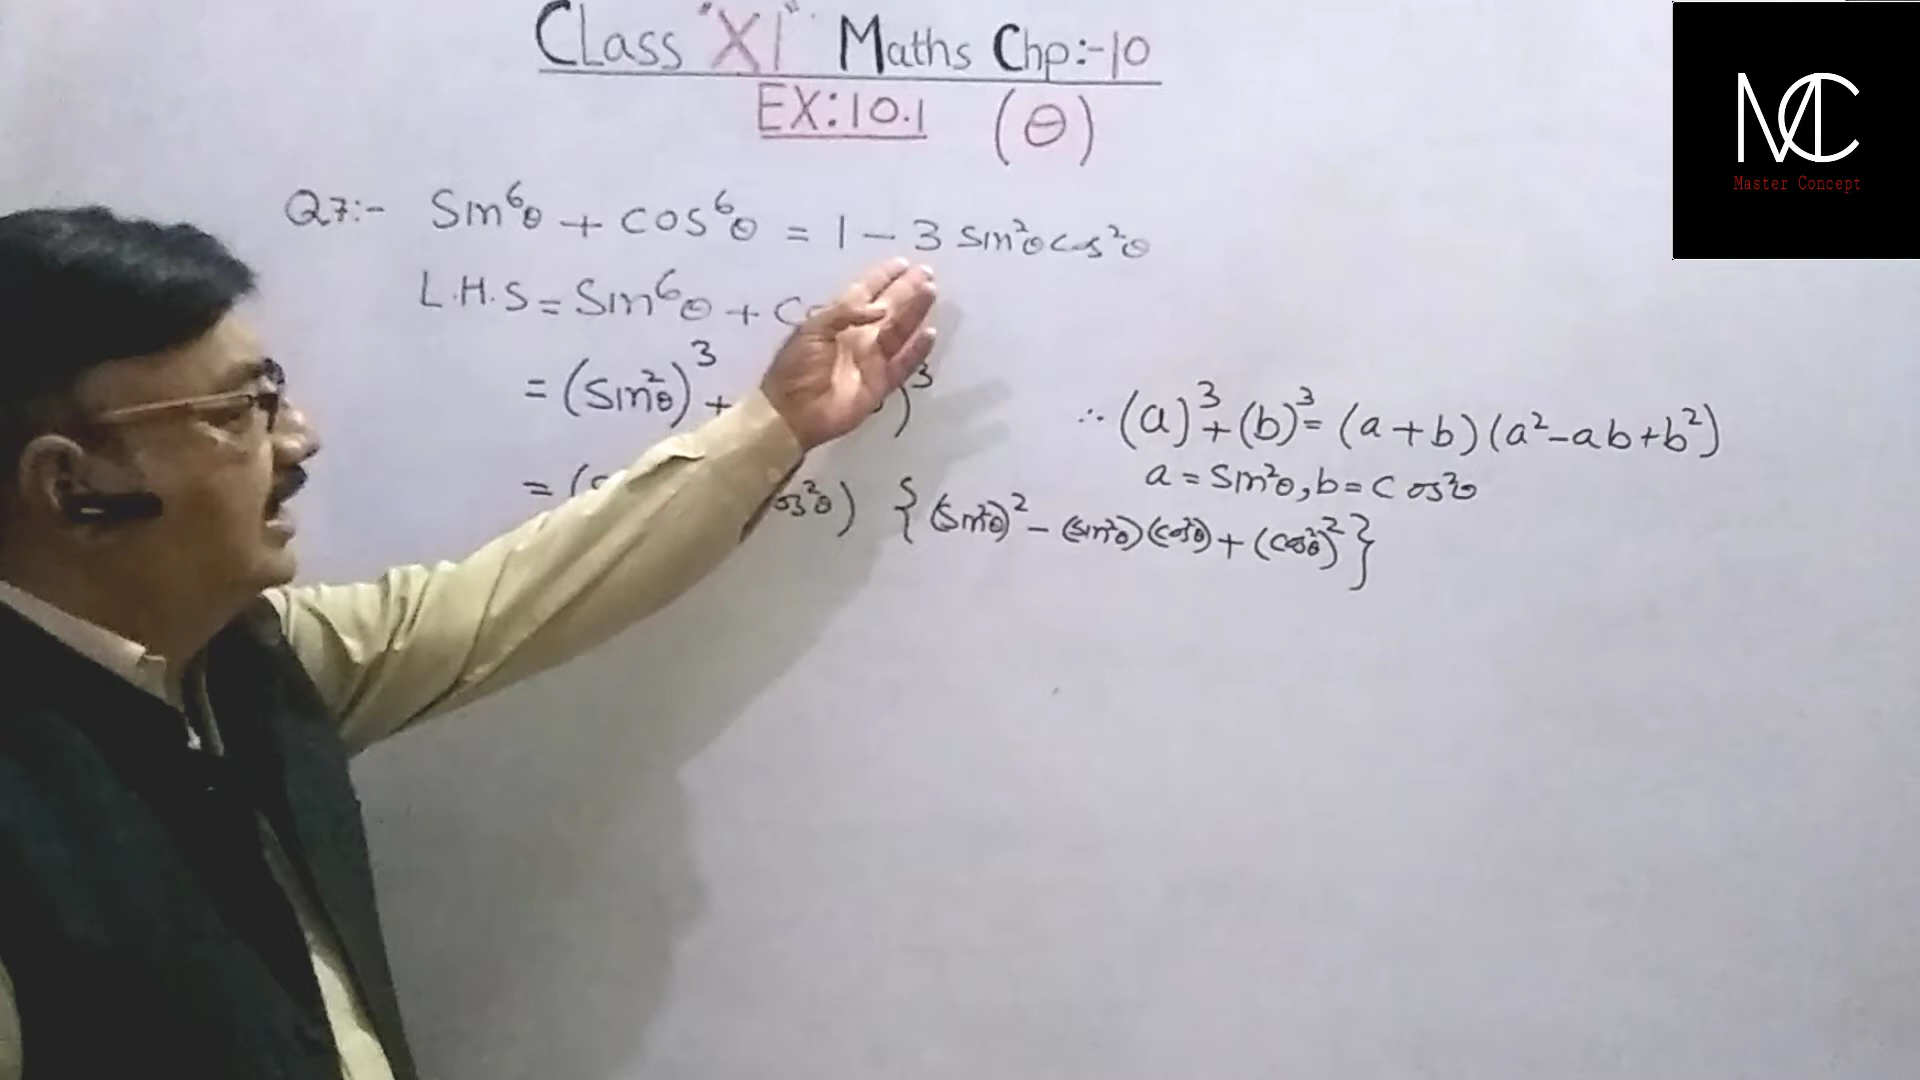 Class "XI" Maths Chp:-10
EX:10.1 (θ)
Q7:- Sin⁶θ + cos⁶θ = 1 - 3 sin²θ cos²θ
L.H.S = Sin⁶θ +
= (Sin²θ)³ + )³
∴ (a)³ + (b)³ = (a + b) (a² - ab + b²)
a = Sin²θ, b = Cos²θ
= ( cos²θ) {(Sin²θ)² - (Sin²θ)(Cos²θ) + (Cos²θ)²}
MC
Master Concept